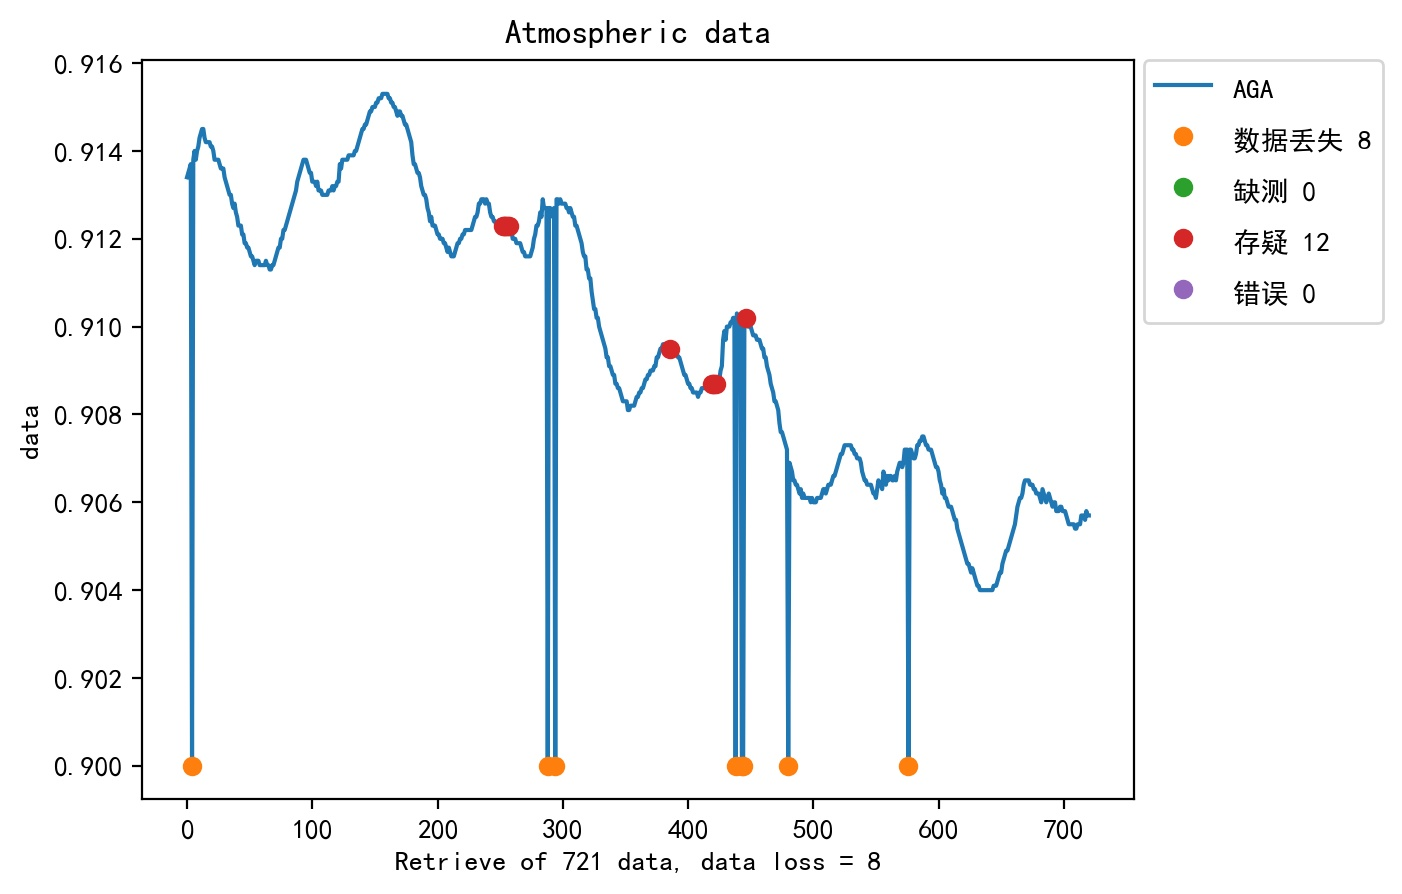 Atmospheric data
0.916
0.914
0.912
0.910
0.908
0.906
0.904
0.902
0.900
data
0 100 200 300 400 500 600 700
Retrieve of 721 data, data loss = 8
AGA
数据丢失 8
缺测 0
存疑 12
错误 0